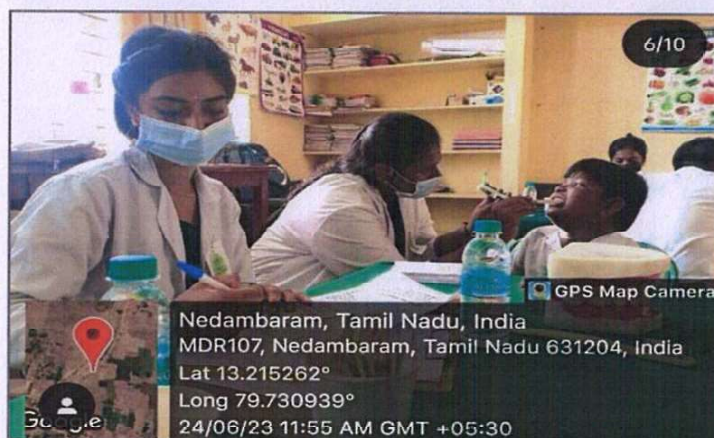 6/10
GPS Map Camera
Nedambaram, Tamil Nadu, India
MDR107, Nedambaram, Tamil Nadu 631204, India
Lat 13.215262°
Long 79.730939°
24/06/23 11:55 AM GMT +05:30
Google